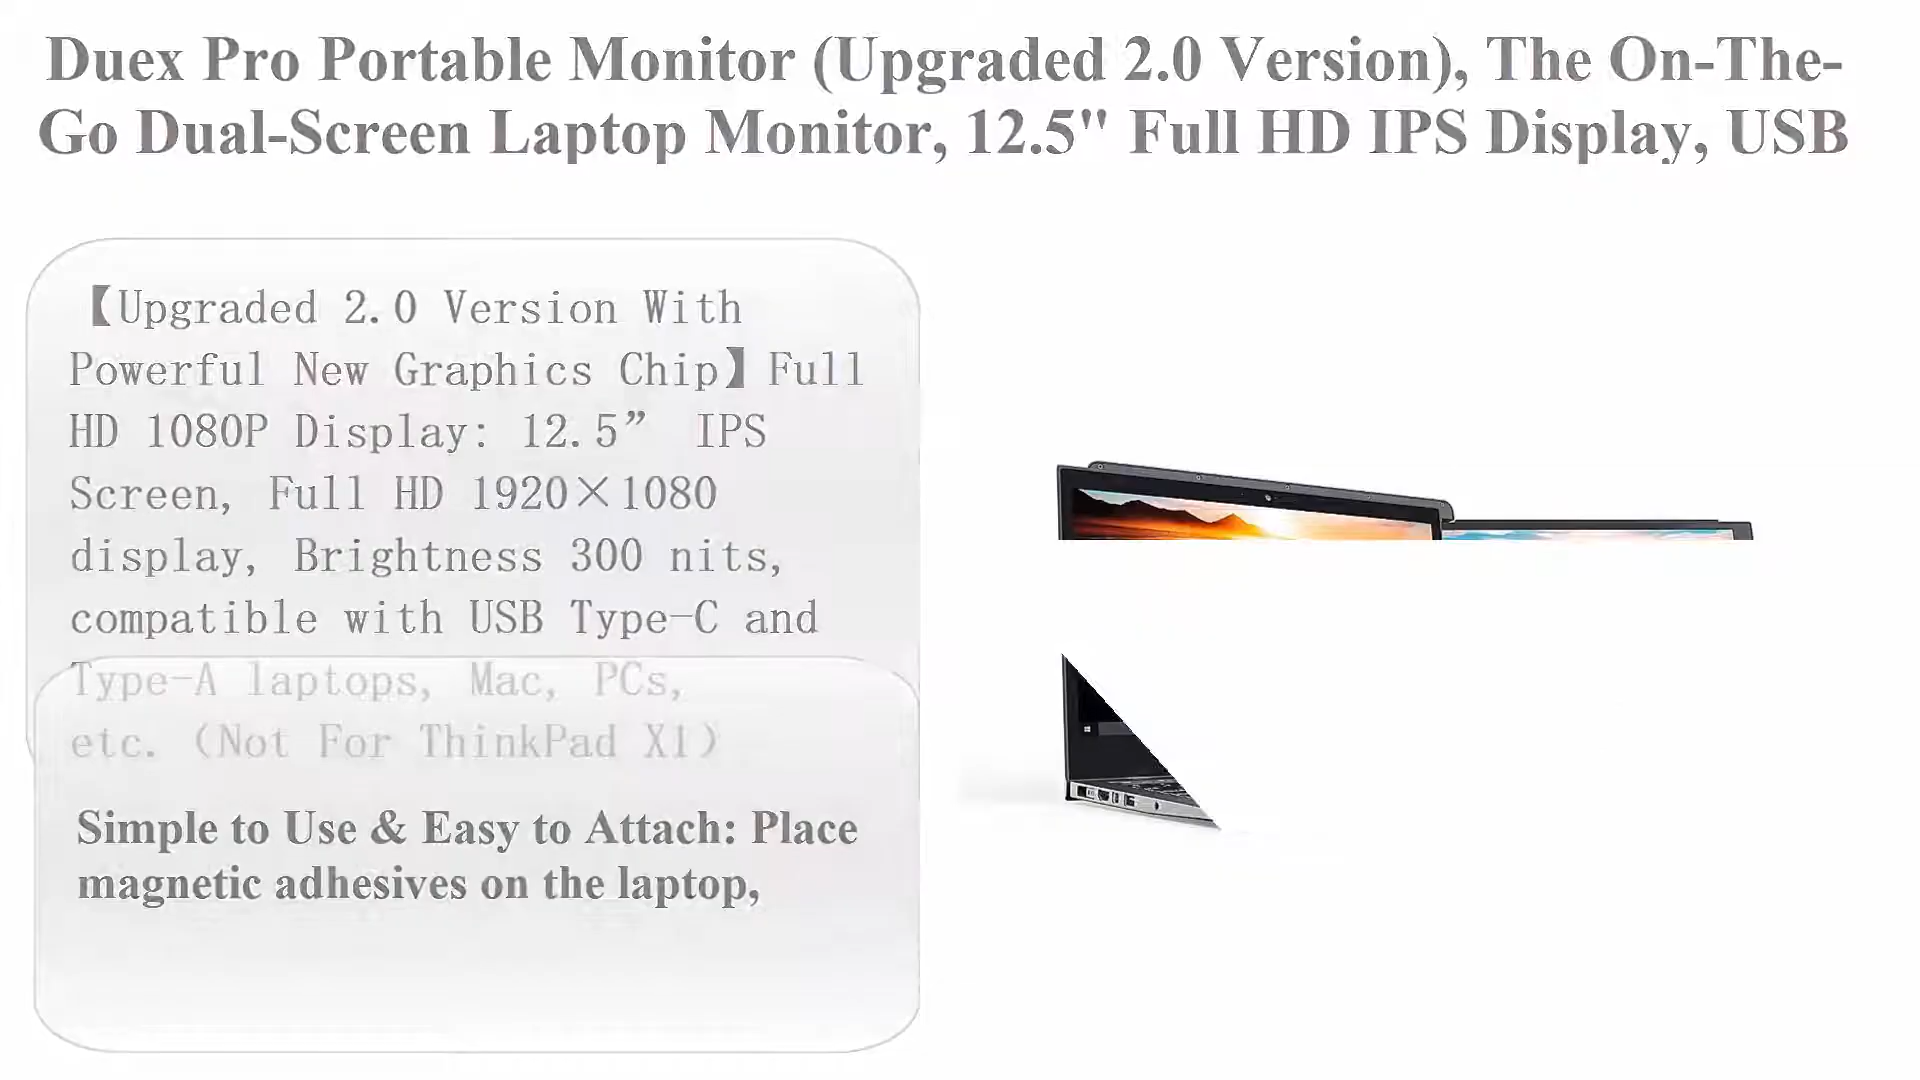 Duex Pro Portable Monitor (Upgraded 2.0 Version), The On-The-
Go Dual-Screen Laptop Monitor, 12.5" Full HD IPS Display, USB
【Upgraded 2.0 Version With
Powerful New Graphics Chip】Full
HD 1080P Display: 12.5” IPS
Screen, Full HD 1920×1080
display, Brightness 300 nits,
compatible with USB Type-C and
Type-A laptops, Mac, PCs,
etc. (Not For ThinkPad X1)
Simple to Use & Easy to Attach: Place
magnetic adhesives on the laptop,